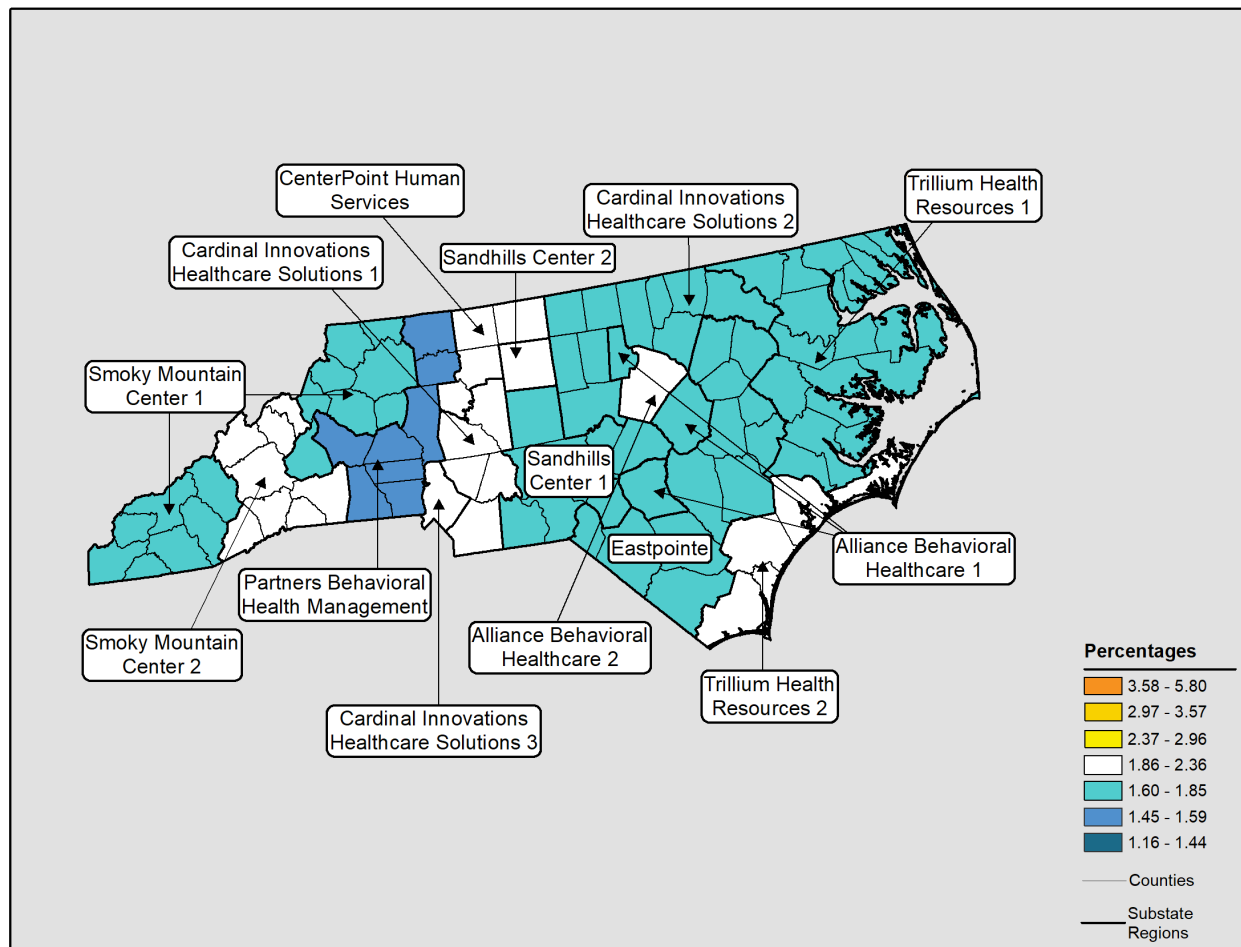 CenterPoint Human
Services
Cardinal Innovations
Healthcare Solutions 2
Trillium Health
Resources 1
Cardinal Innovations
Healthcare Solutions 1
Sandhills Center 2
Smoky Mountain
Center 1
Sandhills
Center 1
Eastpointe
Alliance Behavioral
Healthcare 1
Partners Behavioral
Health Management
Smoky Mountain
Center 2
Alliance Behavioral
Healthcare 2
Trillium Health
Resources 2
Cardinal Innovations
Healthcare Solutions 3
Percentages
3.58 - 5.80
2.97 - 3.57
2.37 - 2.96
1.86 - 2.36
1.60 - 1.85
1.45 - 1.59
1.16 - 1.44
Counties
Substate
Regions